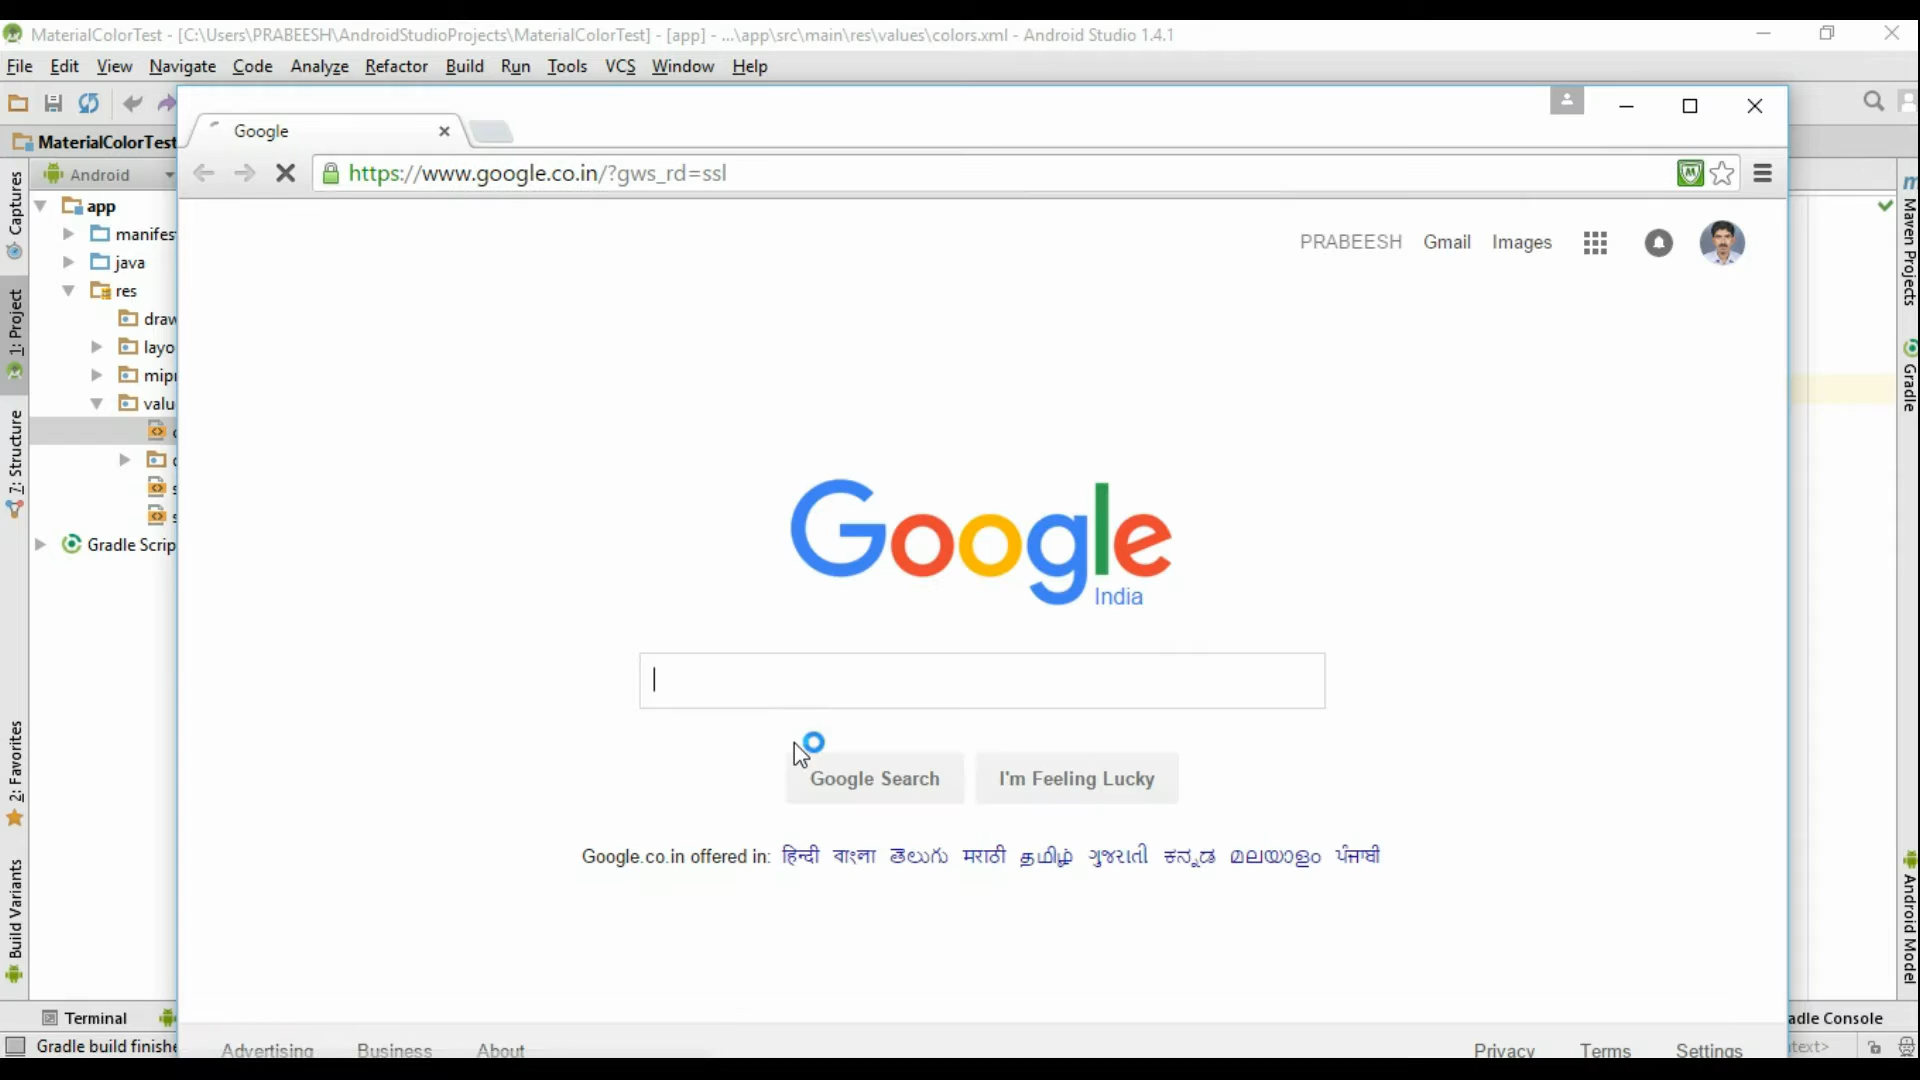 MaterialColorTest - [C:\Users\PRABEESH\AndroidStudioProjects\MaterialColorTest] - [app] - ...\app\src\main\res\values\colors.xml - Android Studio 1.4.1
File Edit View Navigate Code Analyze Refactor Build Run Tools VCS Window Help
Google
MaterialColorTest
https://www.google.co.in/?gws_rd=ssl
Android
Captures
1: Project
7: Structure
2: Favorites
Build Variants
app
manifes
java
res
draw
layo
mipr
valu
Gradle Scrip
PRABEESH Gmail Images
Google
India
Google Search I'm Feeling Lucky
Google.co.in offered in: हिन्दी বাংলা తెలుగు मराठी தமிழ் ગુજરાતી ಕನ್ನಡ മലയാളം ਪੰਜਾਬੀ
Advertising Business About Privacy Terms Settings
Maven Projects
Gradle
Android Model
Terminal
adle Console
Gradle build finishe
text>